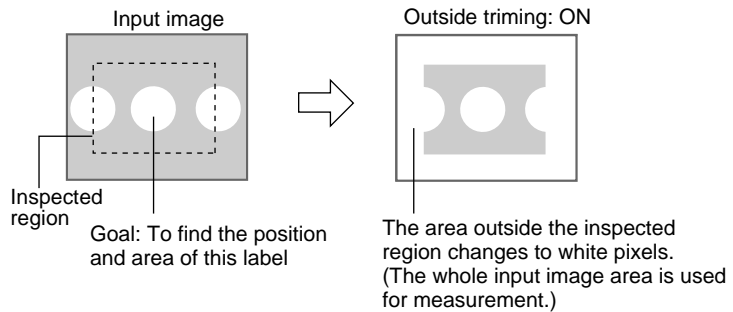 Input image
Outside triming: ON
Inspected
region
Goal: To find the position
and area of this label
The area outside the inspected
region changes to white pixels.
(The whole input image area is used
for measurement.)